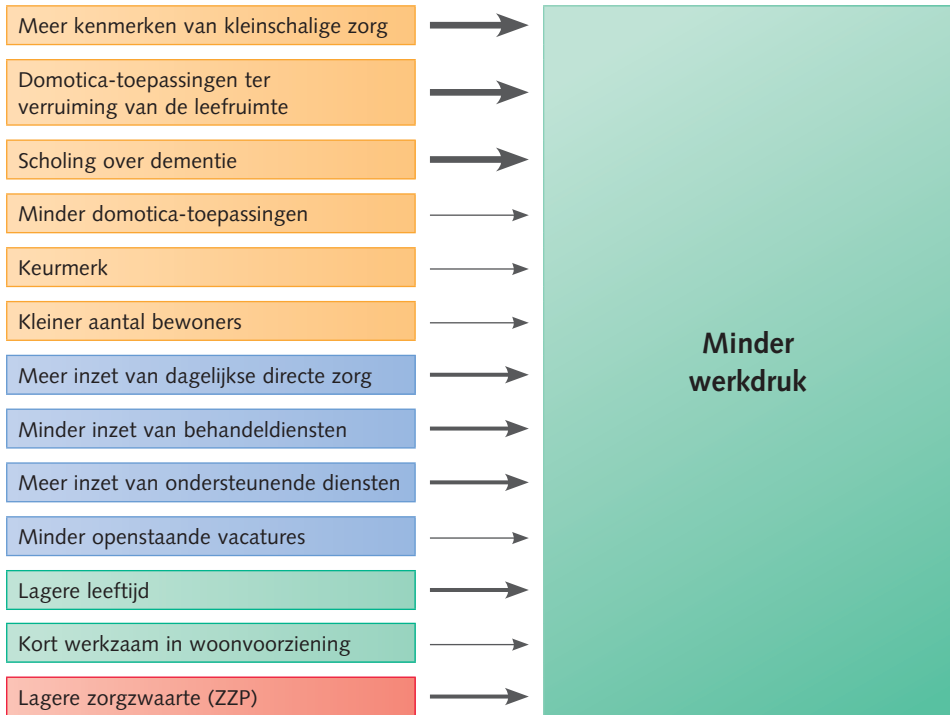 Meer kenmerken van kleinschalige zorg
Domotica-toepassingen ter
verruiming van de leefruimte
Scholing over dementie
Minder domotica-toepassingen
Keurmerk
Kleiner aantal bewoners
Meer inzet van dagelijkse directe zorg
Minder inzet van behandeldiensten
Meer inzet van ondersteunende diensten
Minder openstaande vacatures
Lagere leeftijd
Kort werkzaam in woonvoorziening
Lagere zorgzwaarte (ZZP)
Minder
werkdruk